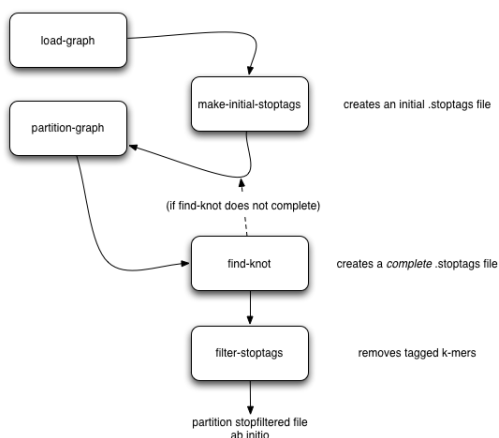 load-graph
make-initial-stoptags
creates an initial .stoptags file
partition-graph
(if find-knot does not complete)
find-knot
creates a complete .stoptags file
filter-stoptags
removes tagged k-mers
partition stopfiltered file
ab initio